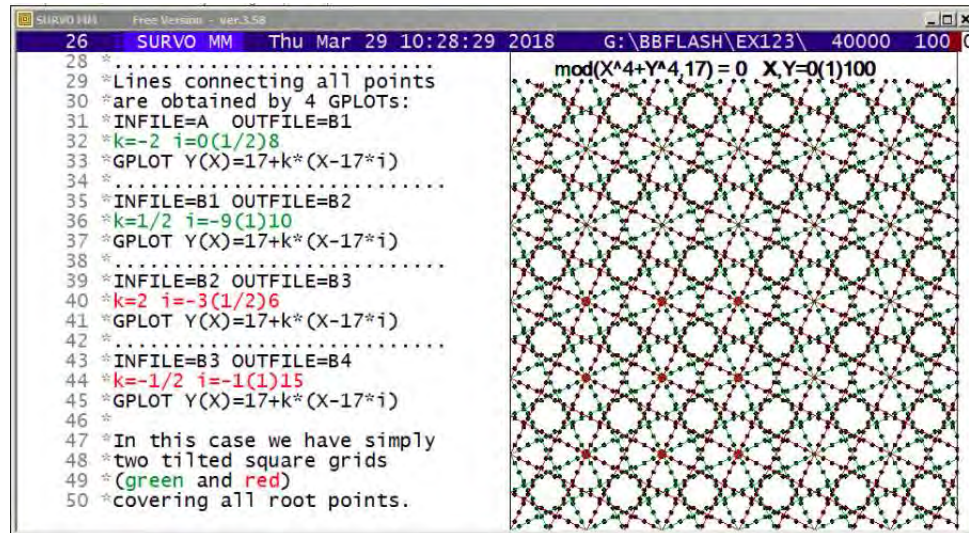 SURVO MM Free Version - ver.3.58
26 SURVO MM Thu Mar 29 10:28:29 2018 G:\BBFLASH\EX123\ 40000 100
28 *..............................
29 *Lines connecting all points
30 *are obtained by 4 GPLOTs:
31 *INFILE=A OUTFILE=B1
32 *k=-2 i=0(1/2)8
33 *GPLOT Y(X)=17+k*(X-17*i)
34 *...............................
35 *INFILE=B1 OUTFILE=B2
36 *k=1/2 i=-9(1)10
37 *GPLOT Y(X)=17+k*(X-17*i)
38 *...............................
39 *INFILE=B2 OUTFILE=B3
40 *k=2 i=-3(1/2)6
41 *GPLOT Y(X)=17+k*(X-17*i)
42 *...............................
43 *INFILE=B3 OUTFILE=B4
44 *k=-1/2 i=-1(1)15
45 *GPLOT Y(X)=17+k*(X-17*i)
46 *
47 *In this case we have simply
48 *two tilted square grids
49 *(green and red)
50 *covering all root points.
mod(X^4+Y^4,17) = 0 X,Y=0(1)100